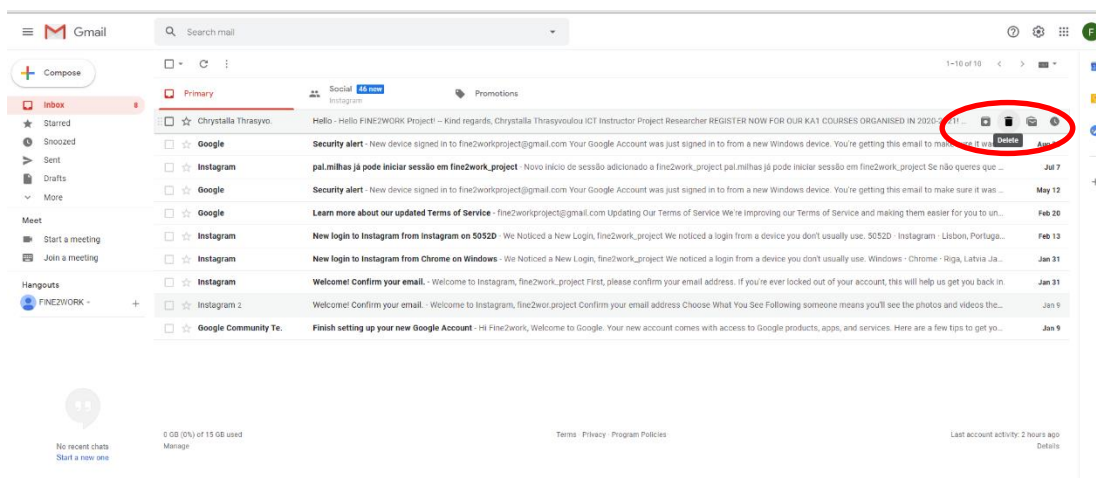 Gmail
Search mail
F
Compose
1–10 of 10
Primary
Social 46 new
Instagram
Promotions
Inbox 8
Starred
Snoozed
Sent
Drafts
More
Meet
Start a meeting
Join a meeting
Hangouts
FINE2WORK
No recent chats
Start a new one
Chrystalla Thrasyvo. Hello - Hello FINE2WORK Project! -- Kind regards, Chrystalla Thrasyvoulou ICT Instructor Project Researcher REGISTER NOW FOR OUR KA1 COURSES ORGANISED IN 2020-2021! ...
Delete
Google Security alert - New device signed in to fine2workproject@gmail.com Your Google Account was just signed in to from a new Windows device. You're getting this email to make sure it was
Instagram pal.milhas já pode iniciar sessão em fine2work_project - Novo início de sessão adicionado a fine2work_project pal.milhas já pode iniciar sessão em fine2work_project Se não queres que ... Jul 7
Google Security alert - New device signed in to fine2workproject@gmail.com Your Google Account was just signed in to from a new Windows device. You're getting this email to make sure it was ... May 12
Google Learn more about our updated Terms of Service - fine2workproject@gmail.com Updating Our Terms of Service We're improving our Terms of Service and making them easier for you to un... Feb 20
Instagram New login to Instagram from Instagram on 5052D - We Noticed a New Login, fine2work_project We noticed a login from a device you don't usually use. 5052D · Instagram · Lisbon, Portuga... Feb 13
Instagram New login to Instagram from Chrome on Windows - We Noticed a New Login, fine2work_project We noticed a login from a device you don't usually use. Windows · Chrome · Riga, Latvia Ja... Jan 31
Instagram Welcome! Confirm your email. - Welcome to Instagram, fine2work_project First, please confirm your email address. If you're ever locked out of your account, this will help us get you back in. Jan 31
Instagram 2 Welcome! Confirm your email. - Welcome to Instagram, fine2wor.project Confirm your email address Choose What You See Following someone means you'll see the photos and videos the... Jan 9
Google Community Te. Finish setting up your new Google Account - Hi Fine2work, Welcome to Google. Your new account comes with access to Google products, apps, and services. Here are a few tips to get yo... Jan 9
0 GB (0%) of 15 GB used
Manage
Terms · Privacy · Program Policies
Last account activity: 2 hours ago
Details